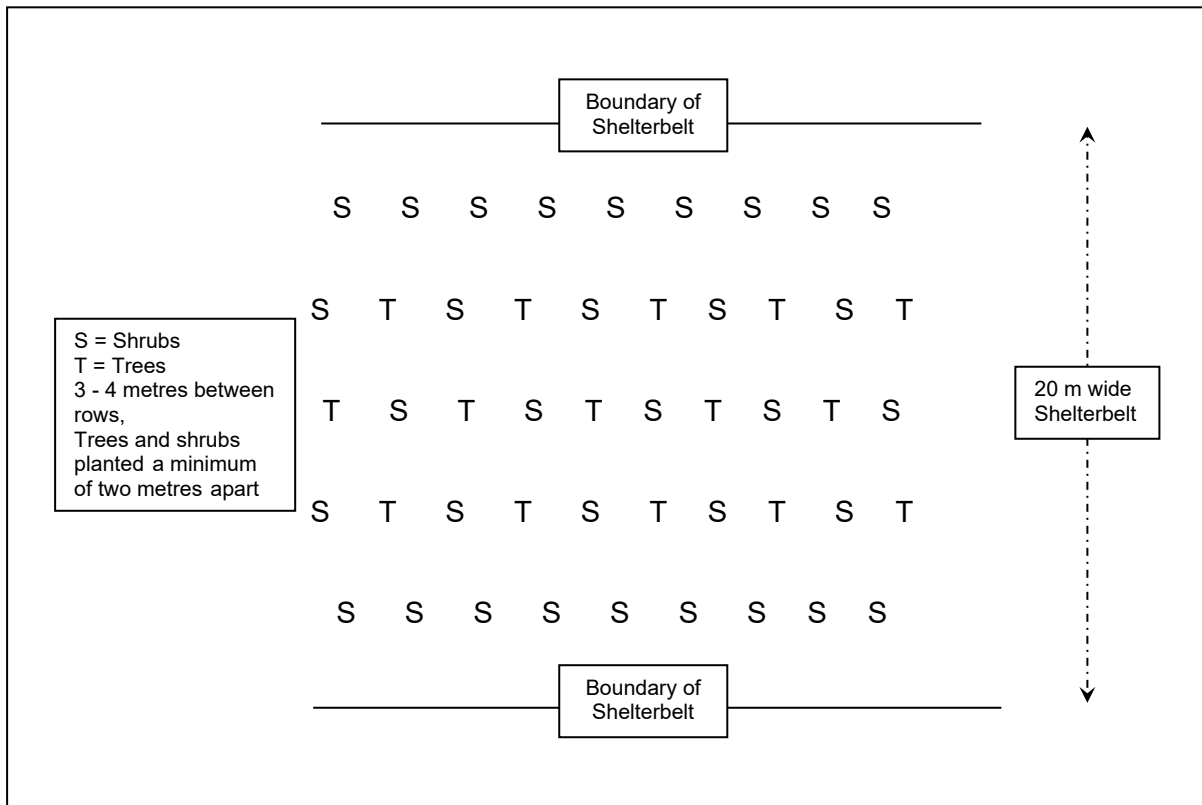 Boundary of
Shelterbelt
S S S S S S S S S
S T S T S T S T S T
S = Shrubs
T = Trees
3 - 4 metres between
rows,
Trees and shrubs
planted a minimum
of two metres apart
T S T S T S T S T S
20 m wide
Shelterbelt
S T S T S T S T S T
S S S S S S S S S
Boundary of
Shelterbelt